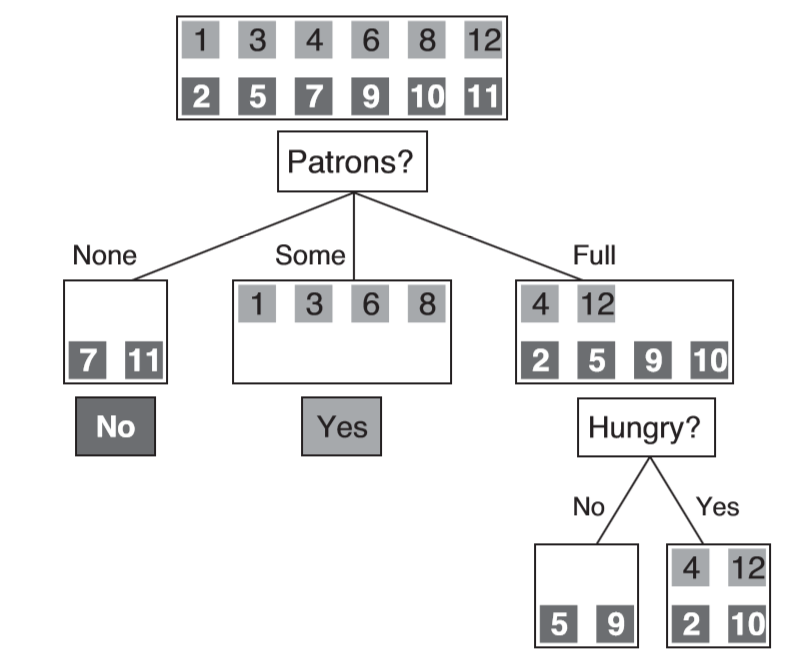 1 3 4 6 8 12
2 5 7 9 10 11
Patrons?
None Some Full
1 3 6 8 4 12
7 11 2 5 9 10
No Yes Hungry?
No Yes
4 12
5 9 2 10